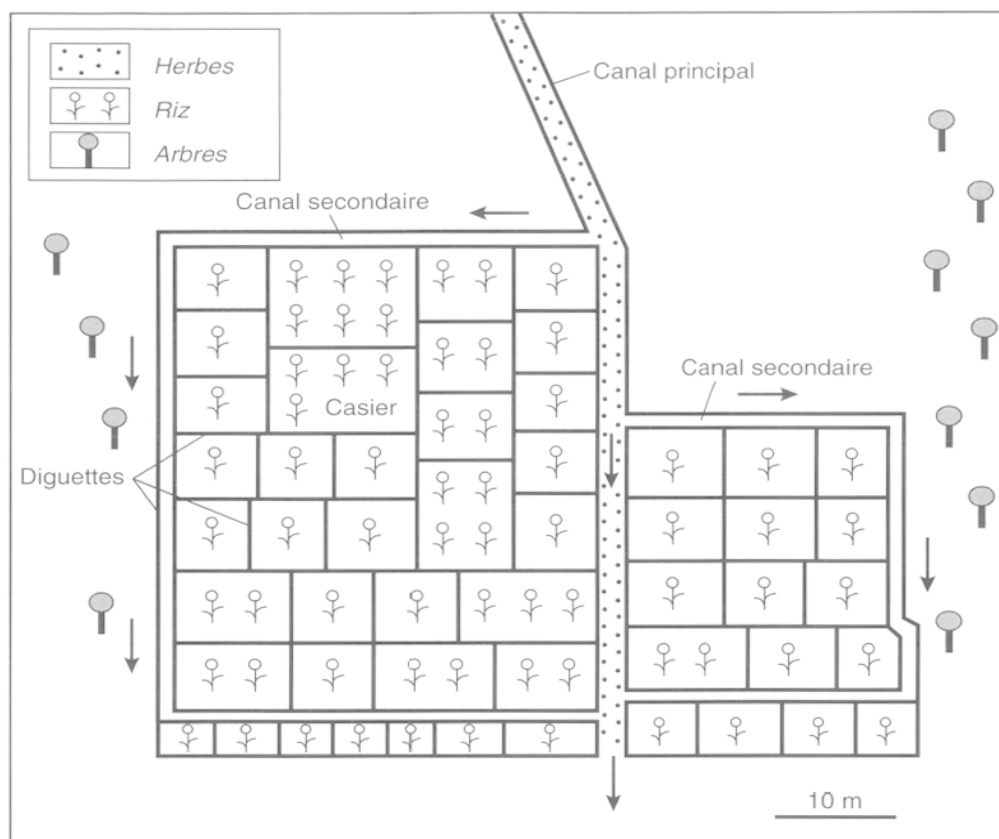 Herbes
Riz
Arbres
Canal principal
Canal secondaire
Canal secondaire
Casier
Diguettes
10 m